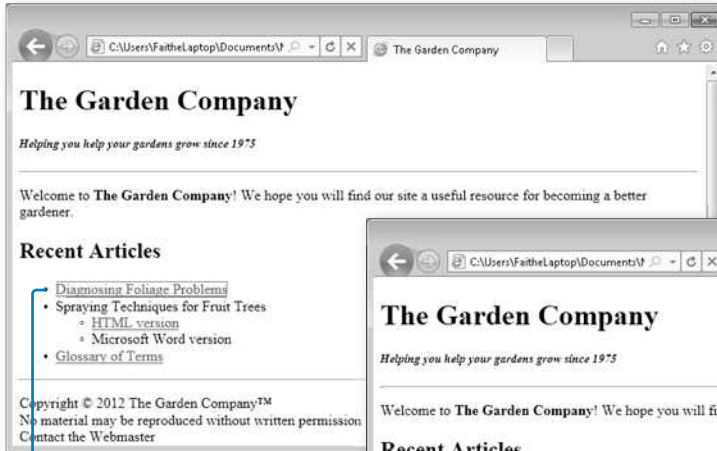 C:\Users\FaitheLaptop\Documents\
The Garden Company
The Garden Company
Helping you help your gardens grow since 1975
Welcome to The Garden Company! We hope you will find our site a useful resource for becoming a better
gardener.
Recent Articles
• Diagnosing Foliage Problems
• Spraying Techniques for Fruit Trees
◦ HTML version
◦ Microsoft Word version
• Glossary of Terms
Copyright © 2012 The Garden Company™
No material may be reproduced without written permission
Contact the Webmaster
C:\Users\FaitheLaptop\Documents\
The Garden Company
Helping you help your gardens grow since 1975
Welcome to The Garden Company! We hope you will fi
Recent Articles